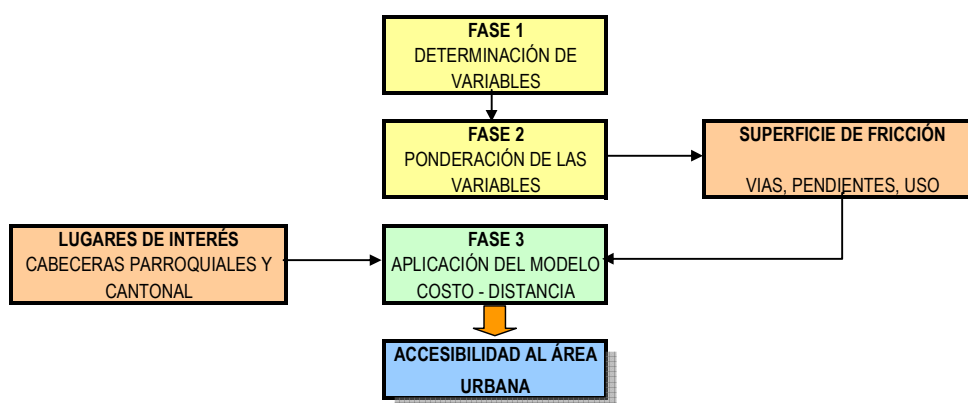 FASE 1
DETERMINACIÓN DE
VARIABLES
FASE 2
PONDERACIÓN DE LAS
VARIABLES
SUPERFICIE DE FRICCIÓN
VIAS, PENDIENTES, USO
LUGARES DE INTERÉS
CABECERAS PARROQUIALES Y
CANTONAL
FASE 3
APLICACIÓN DEL MODELO
COSTO - DISTANCIA
ACCESIBILIDAD AL ÁREA
URBANA